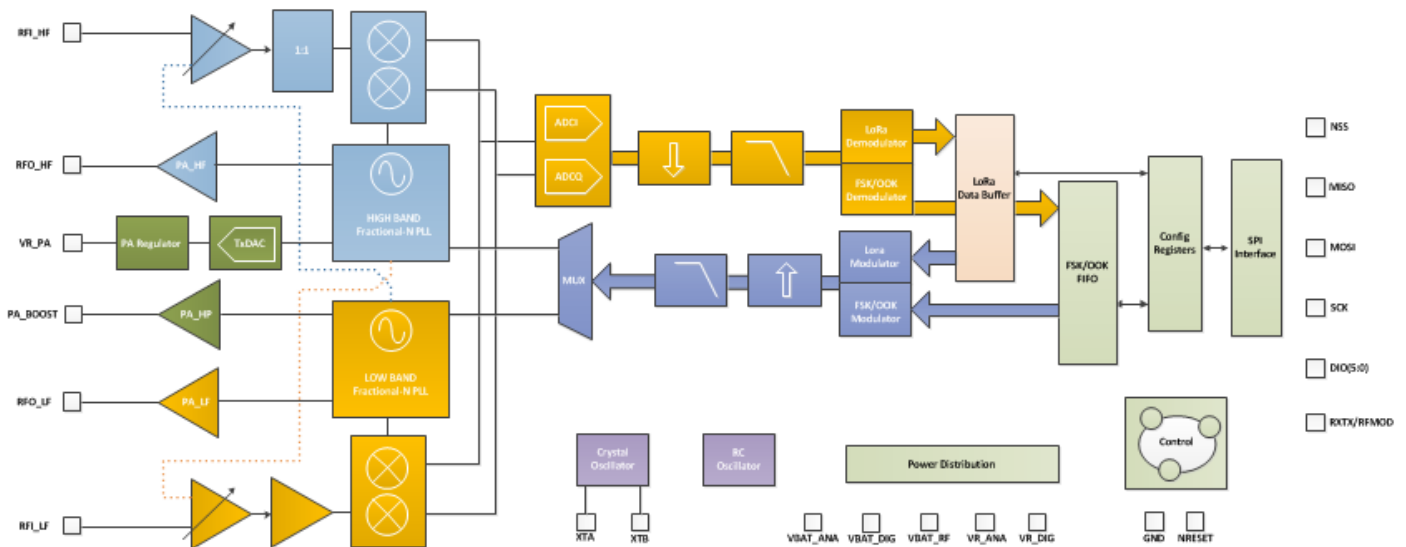 RFI_HF
1:1
ADCI
ADCQ
LoRa
Demodulator
FSK/OOK
Demodulator
LoRa
Data Buffer
NSS
RFO_HF
PA_HF
HIGH BAND
Fractional-N PLL
MISO
VR_PA
PA Regulator
TxDAC
MUX
Lora
Modulator
FSK/OOK
Modulator
FSK/OOK
FIFO
Config
Registers
SPI
Interface
MOSI
PA_BOOST
PA_HP
SCK
LOW BAND
Fractional-N PLL
DIO(5:0)
RFO_LF
PA_LF
RXTX/RFMOD
Crystal
Oscillator
RC
Oscillator
Power Distribution
Control
RFI_LF
XTA
XTB
VBAT_ANA
VBAT_DIG
VBAT_RF
VR_ANA
VR_DIG
GND
NRESET